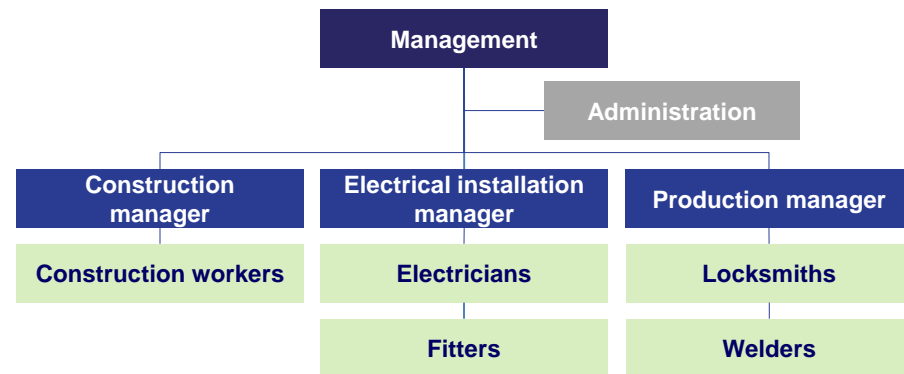 Management
Administration
Construction
manager
Electrical installation
manager
Production manager
Construction workers
Electricians
Locksmiths
Fitters
Welders